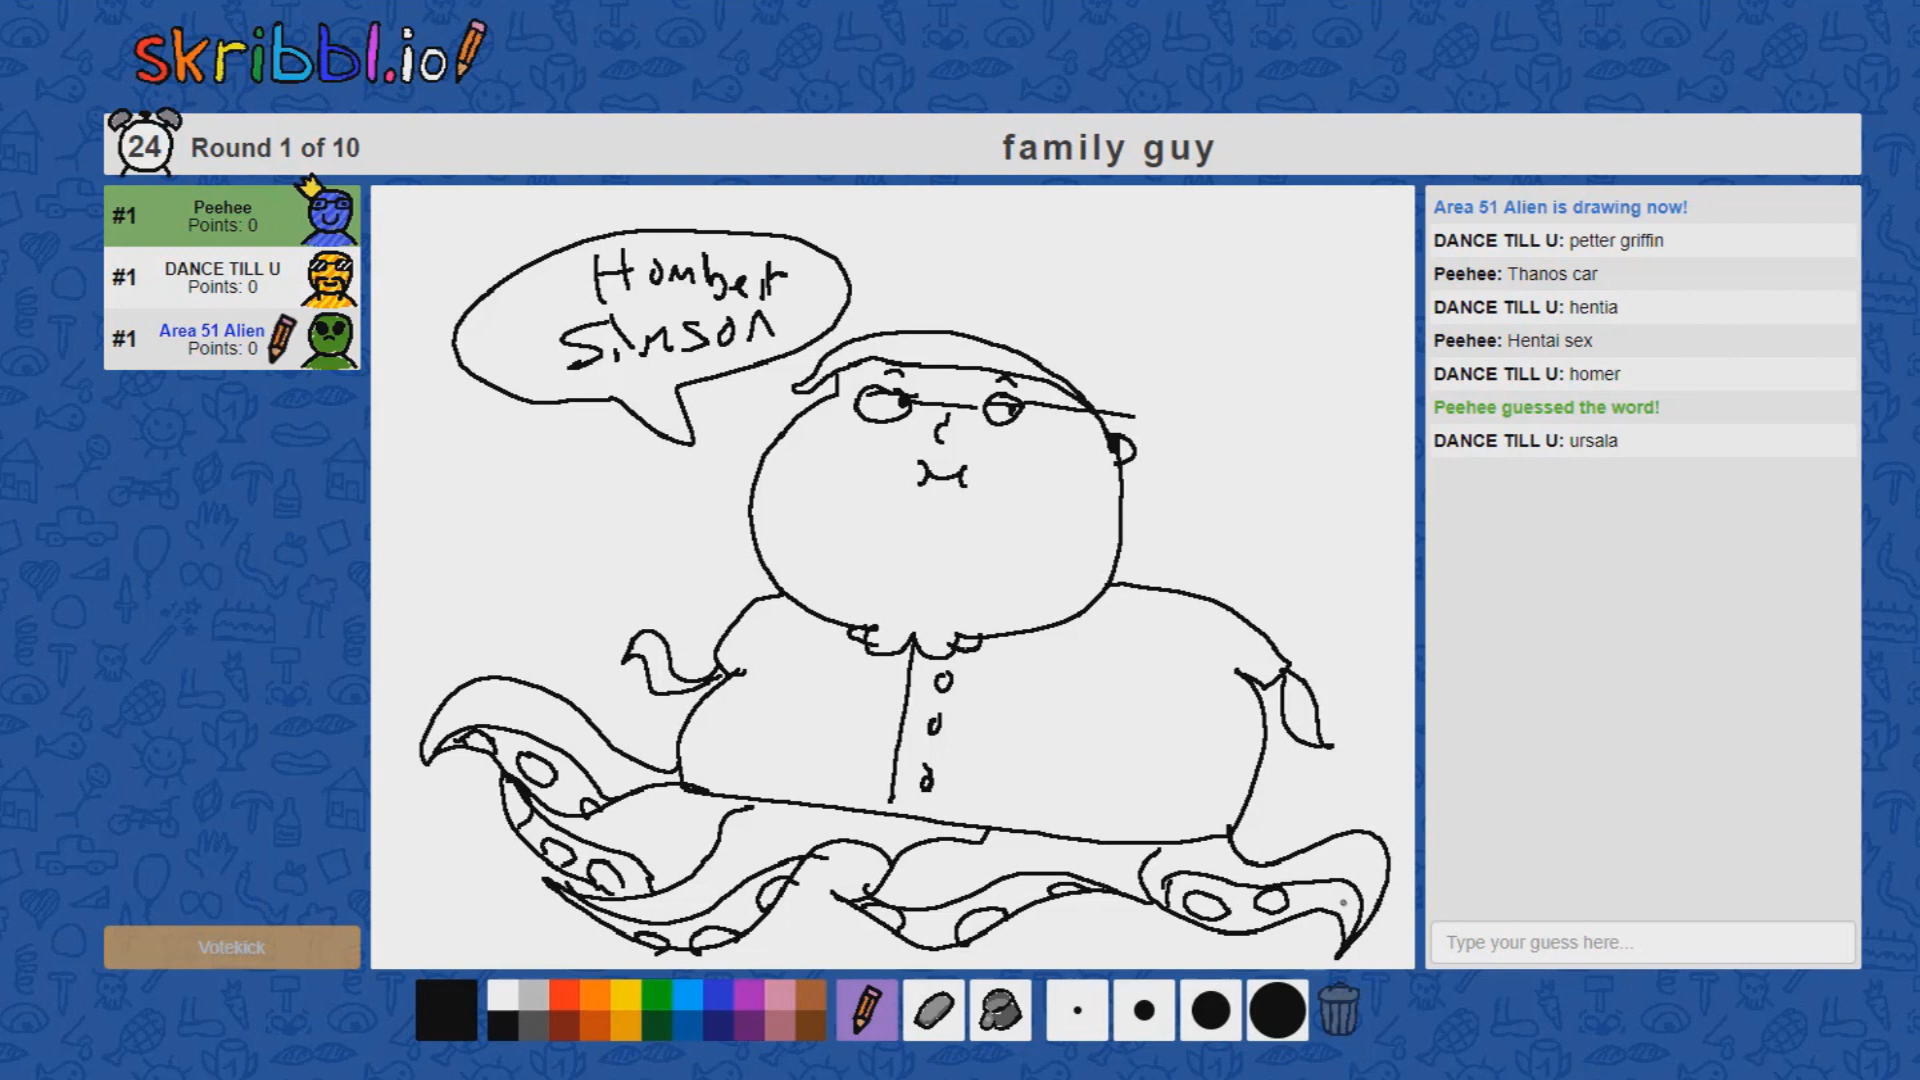 skribbl.io
24
Round 1 of 10
family guy
#1
Peehee
Points: 0
#1
DANCE TILL U
Points: 0
#1
Area 51 Alien
Points: 0
Votekick
Homber
Simson
Area 51 Alien is drawing now!
DANCE TILL U: petter griffin
Peehee: Thanos car
DANCE TILL U: hentia
Peehee: Hentai sex
DANCE TILL U: homer
Peehee guessed the word!
DANCE TILL U: ursala
Type your guess here...